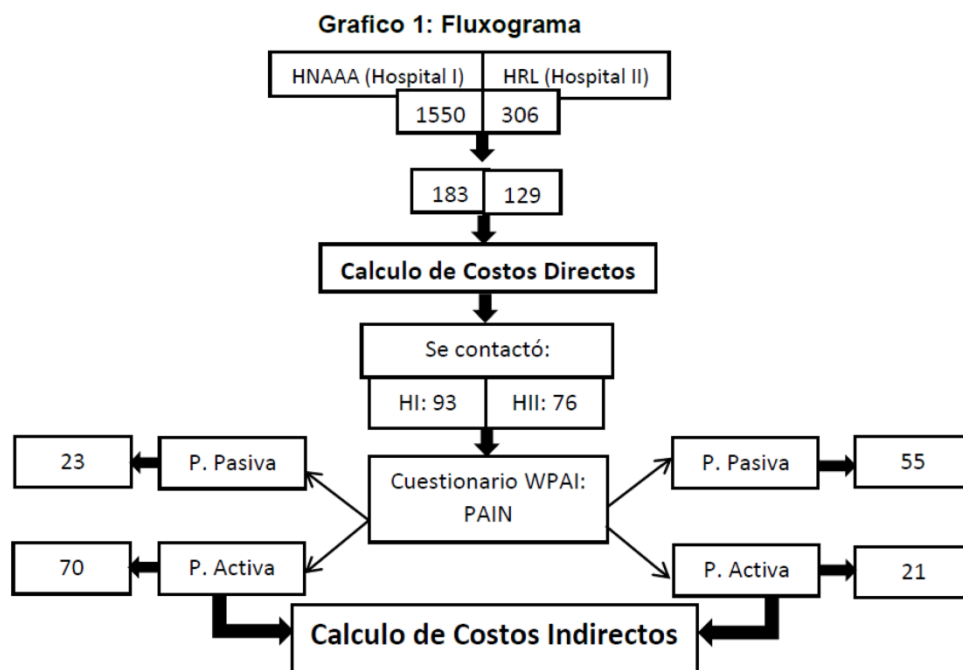 Grafico 1: Fluxograma
HNAAA (Hospital I) HRL (Hospital II)
1550 306
183 129
Calculo de Costos Directos
Se contactó:
HI: 93 HII: 76
23 P. Pasiva Cuestionario WPAI: P. Pasiva 55
PAIN
70 P. Activa P. Activa 21
Calculo de Costos Indirectos